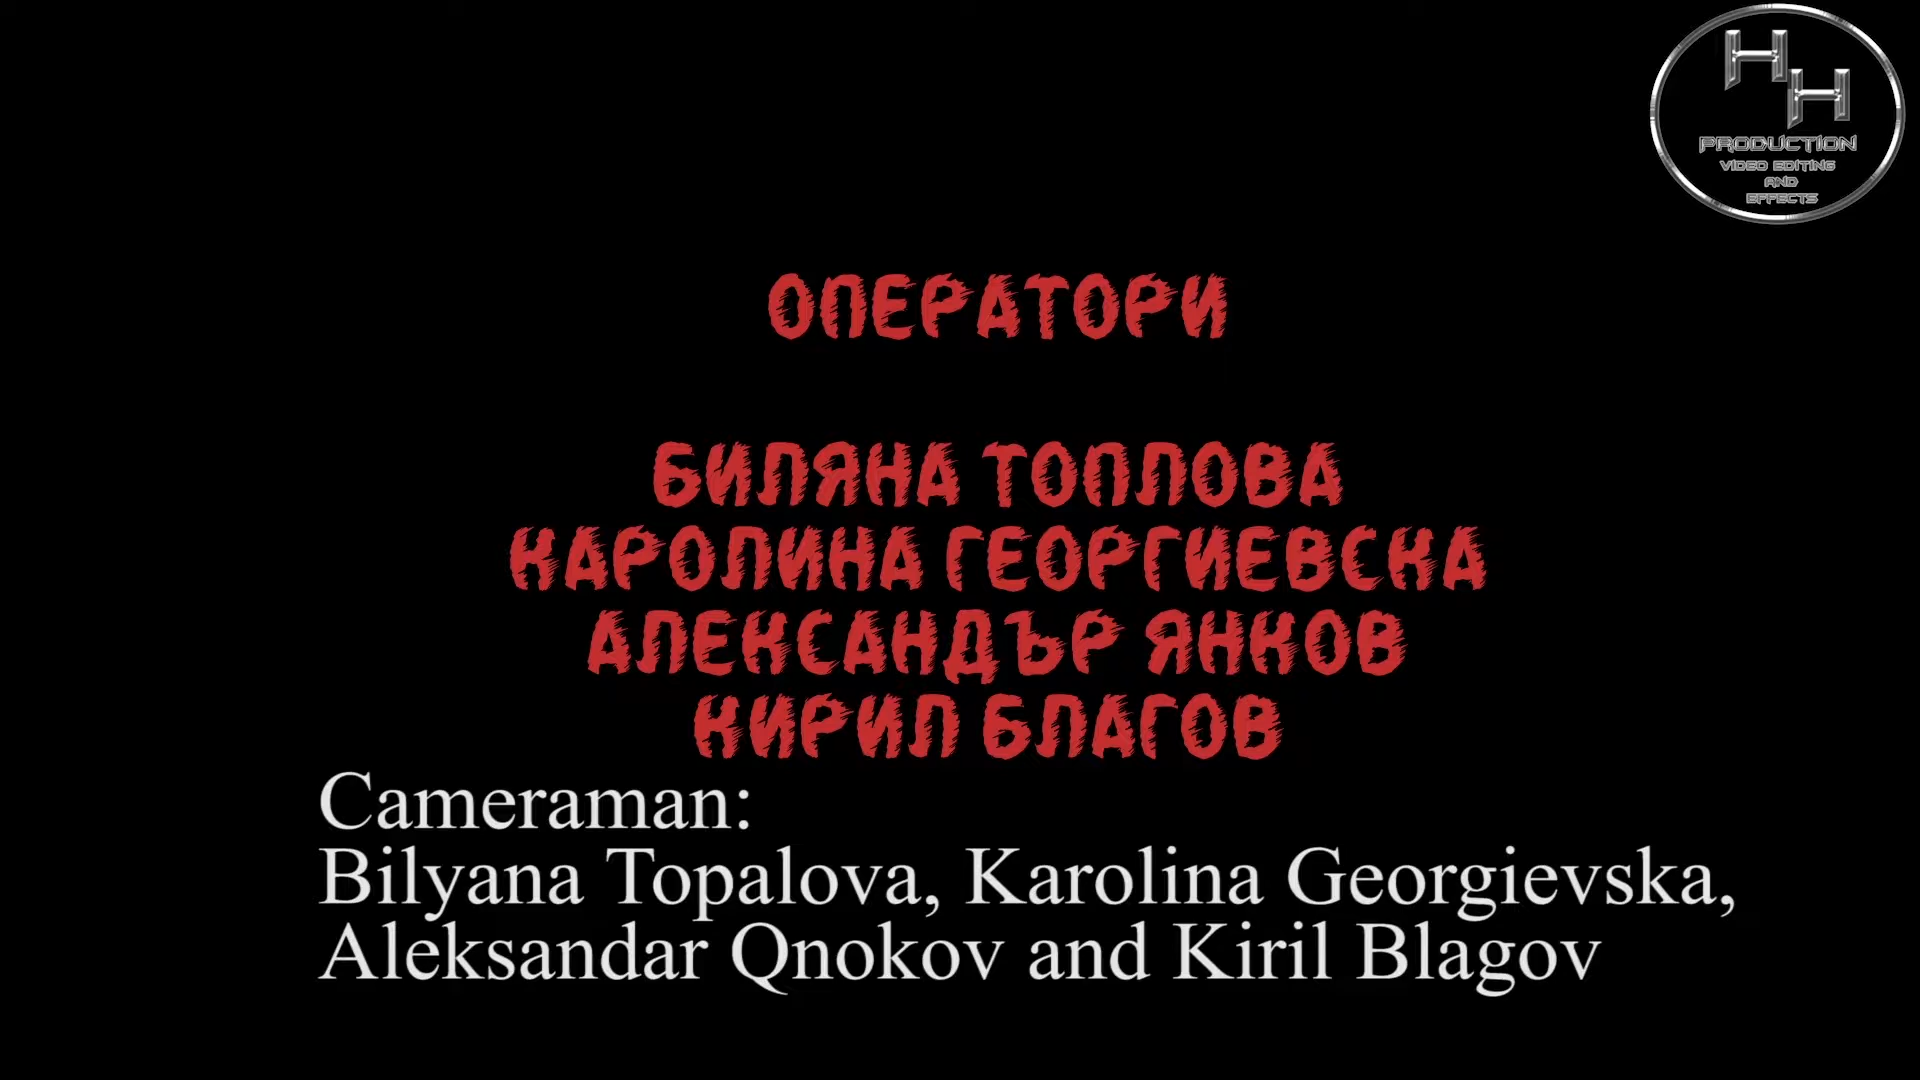 H
H
PRODUCTION
VIDEO EDITING
AND
EFFECTS
ОПЕРАТОРИ
БИЛЯНА ТОПЛОВА
КАРОЛИНА ГЕОРГИЕВСКА
АЛЕКСАНДЪР ЯНКОВ
КИРИЛ БЛАГОВ
Cameraman:
Bilyana Topalova, Karolina Georgievska,
Aleksandar Qnokov and Kiril Blagov